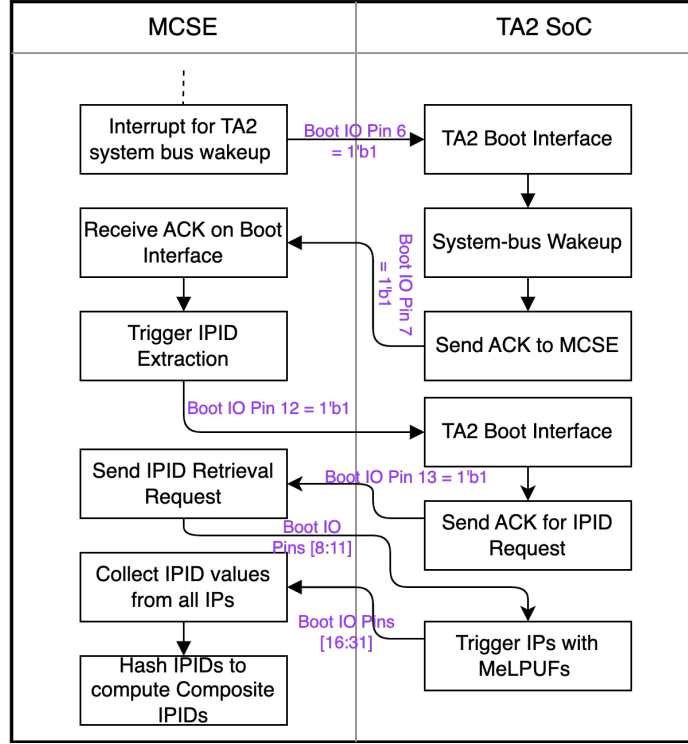 MCSE
TA2 SoC
Interrupt for TA2
system bus wakeup
Boot IO Pin 6
= 1'b1
TA2 Boot Interface
Receive ACK on Boot
Interface
Boot IO Pin 7
= 1'b1
System-bus Wakeup
Trigger IPID
Extraction
Send ACK to MCSE
Boot IO Pin 12 = 1'b1
TA2 Boot Interface
Send IPID Retrieval
Request
Boot IO Pin 13 = 1'b1
Send ACK for IPID
Request
Boot IO
Pins [8:11]
Collect IPID values
from all IPs
Boot IO Pins
[16:31]
Trigger IPs with
MeLPUFs
Hash IPIDs to
compute Composite
IPIDs